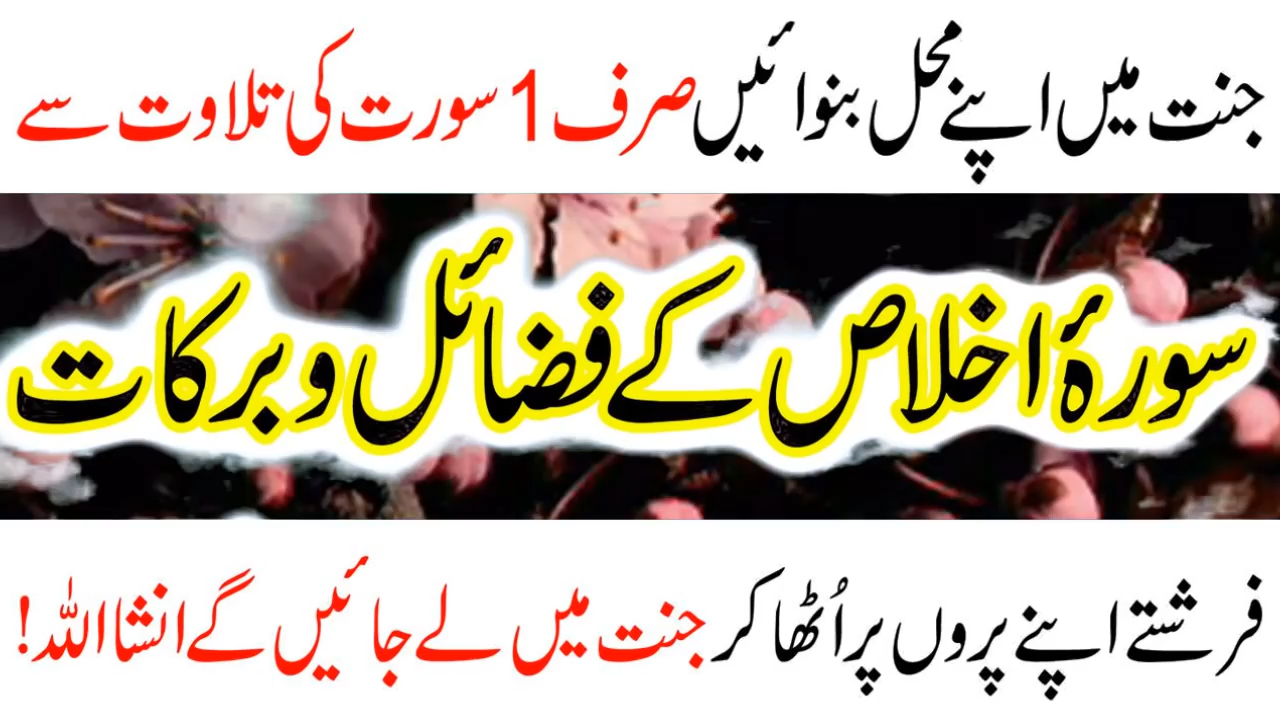 جنت میں اپنے محل بنوائیں صرف 1 سورت کی تلاوت سے
سورۂ اخلاص کے فضائل و برکات
فرشتے اپنے پروں پر اُٹھا کر جنت میں لے جائیں گے انشااللہ!